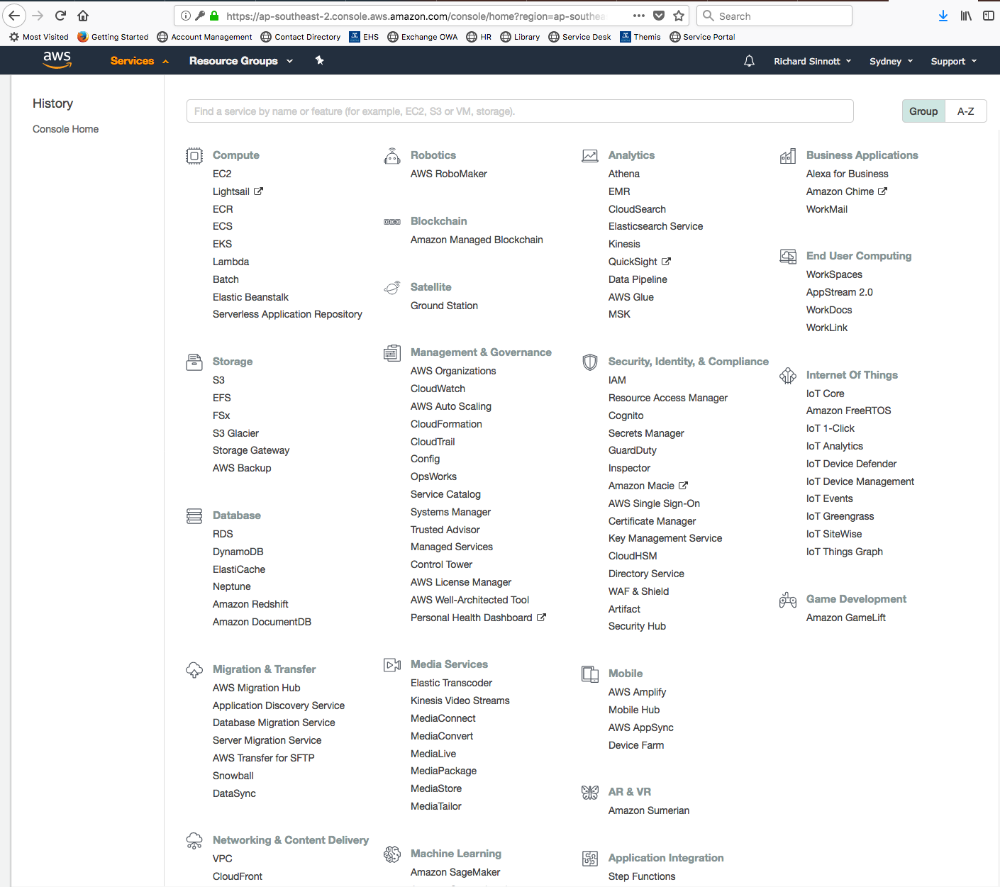 https://ap-southeast-2.console.aws.amazon.com/console/home?region=ap-southea
Search
Most Visited
Getting Started
Account Management
Contact Directory
EHS
Exchange OWA
HR
Library
Service Desk
Themis
Service Portal
aws
Services
Resource Groups
Richard Sinnott
Sydney
Support
History
Console Home
Find a service by name or feature (for example, EC2, S3 or VM, storage).
Group
A-Z
Compute
EC2
Lightsail
ECR
ECS
EKS
Lambda
Batch
Elastic Beanstalk
Serverless Application Repository
Storage
S3
EFS
FSx
S3 Glacier
Storage Gateway
AWS Backup
Database
RDS
DynamoDB
ElastiCache
Neptune
Amazon Redshift
Amazon DocumentDB
Migration & Transfer
AWS Migration Hub
Application Discovery Service
Database Migration Service
Server Migration Service
AWS Transfer for SFTP
Snowball
DataSync
Networking & Content Delivery
VPC
CloudFront
Robotics
AWS RoboMaker
Blockchain
Amazon Managed Blockchain
Satellite
Ground Station
Management & Governance
AWS Organizations
CloudWatch
AWS Auto Scaling
CloudFormation
CloudTrail
Config
OpsWorks
Service Catalog
Systems Manager
Trusted Advisor
Managed Services
Control Tower
AWS License Manager
AWS Well-Architected Tool
Personal Health Dashboard
Media Services
Elastic Transcoder
Kinesis Video Streams
MediaConnect
MediaConvert
MediaLive
MediaPackage
MediaStore
MediaTailor
Machine Learning
Amazon SageMaker
Analytics
Athena
EMR
CloudSearch
Elasticsearch Service
Kinesis
QuickSight
Data Pipeline
AWS Glue
MSK
Security, Identity, & Compliance
IAM
Resource Access Manager
Cognito
Secrets Manager
GuardDuty
Inspector
Amazon Macie
AWS Single Sign-On
Certificate Manager
Key Management Service
CloudHSM
Directory Service
WAF & Shield
Artifact
Security Hub
Mobile
AWS Amplify
Mobile Hub
AWS AppSync
Device Farm
AR & VR
Amazon Sumerian
Application Integration
Step Functions
Business Applications
Alexa for Business
Amazon Chime
WorkMail
End User Computing
WorkSpaces
AppStream 2.0
WorkDocs
WorkLink
Internet Of Things
IoT Core
Amazon FreeRTOS
IoT 1-Click
IoT Analytics
IoT Device Defender
IoT Device Management
IoT Events
IoT Greengrass
IoT SiteWise
IoT Things Graph
Game Development
Amazon GameLift